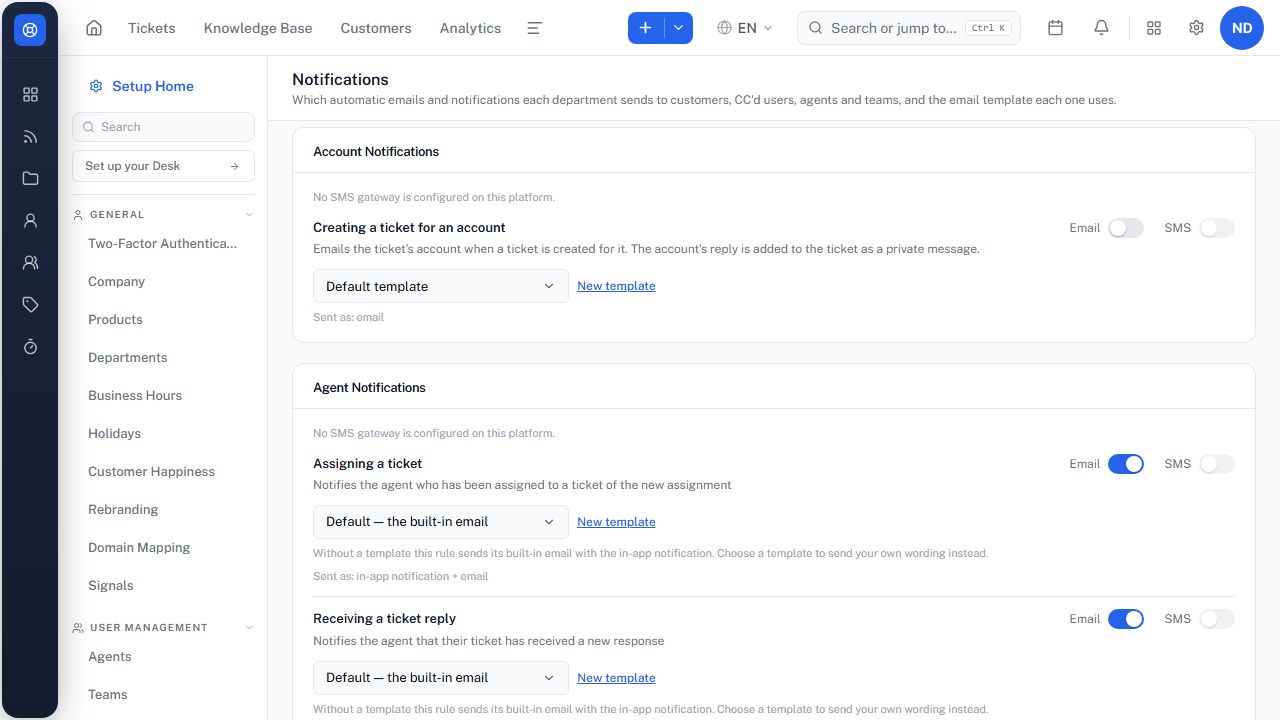 Tickets
Knowledge Base
Customers
Analytics
EN
Search or jump to...
Ctrl K
ND
Setup Home
Search
Set up your Desk
GENERAL
Two-Factor Authentica...
Company
Products
Departments
Business Hours
Holidays
Customer Happiness
Rebranding
Domain Mapping
Signals
USER MANAGEMENT
Agents
Teams
Notifications
Which automatic emails and notifications each department sends to customers, CC'd users, agents and teams, and the email template each one uses.
Account Notifications
No SMS gateway is configured on this platform.
Creating a ticket for an account
Email
SMS
Emails the ticket's account when a ticket is created for it. The account's reply is added to the ticket as a private message.
Default template
New template
Sent as: email
Agent Notifications
No SMS gateway is configured on this platform.
Assigning a ticket
Email
SMS
Notifies the agent who has been assigned to a ticket of the new assignment
Default — the built-in email
New template
Without a template this rule sends its built-in email with the in-app notification. Choose a template to send your own wording instead.
Sent as: in-app notification + email
Receiving a ticket reply
Email
SMS
Notifies the agent that their ticket has received a new response
Default — the built-in email
New template
Without a template this rule sends its built-in email with the in-app notification. Choose a template to send your own wording instead.